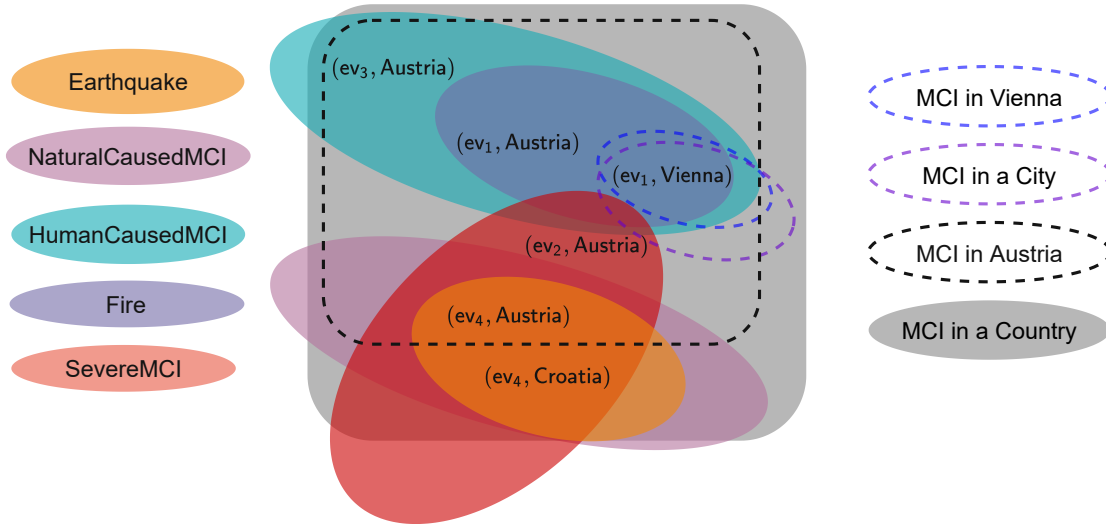 Earthquake
NaturalCausedMCI
HumanCausedMCI
Fire
SevereMCI
(ev₃, Austria)
(ev₁, Austria)
(ev₁, Vienna)
(ev₂, Austria)
(ev₄, Austria)
(ev₄, Croatia)
MCI in Vienna
MCI in a City
MCI in Austria
MCI in a Country